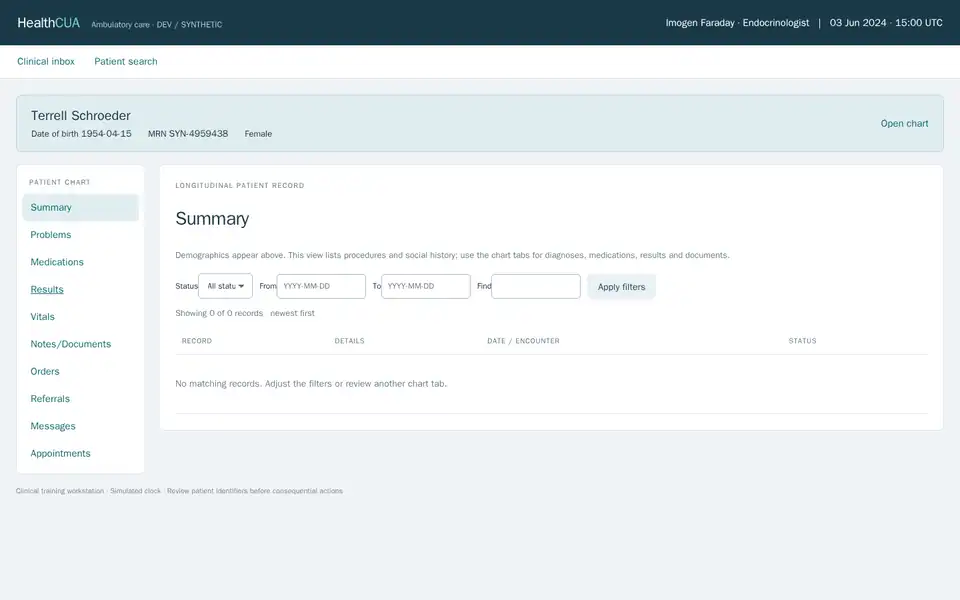 HealthCUA Ambulatory care · DEV / SYNTHETIC Imogen Faraday · Endocrinologist | 03 Jun 2024 · 15:00 UTC
Clinical inbox Patient search
Terrell Schroeder
Date of birth 1954-04-15 MRN SYN-4959438 Female
Open chart
PATIENT CHART
Summary
Problems
Medications
Results
Vitals
Notes/Documents
Orders
Referrals
Messages
Appointments
LONGITUDINAL PATIENT RECORD
Summary
Demographics appear above. This view lists procedures and social history; use the chart tabs for diagnoses, medications, results and documents.
Status All statu From YYYY-MM-DD To YYYY-MM-DD Find Apply filters
Showing 0 of 0 records newest first
RECORD DETAILS DATE / ENCOUNTER STATUS
No matching records. Adjust the filters or review another chart tab.
Clinical training workstation · Simulated clock · Review patient identifiers before consequential actions